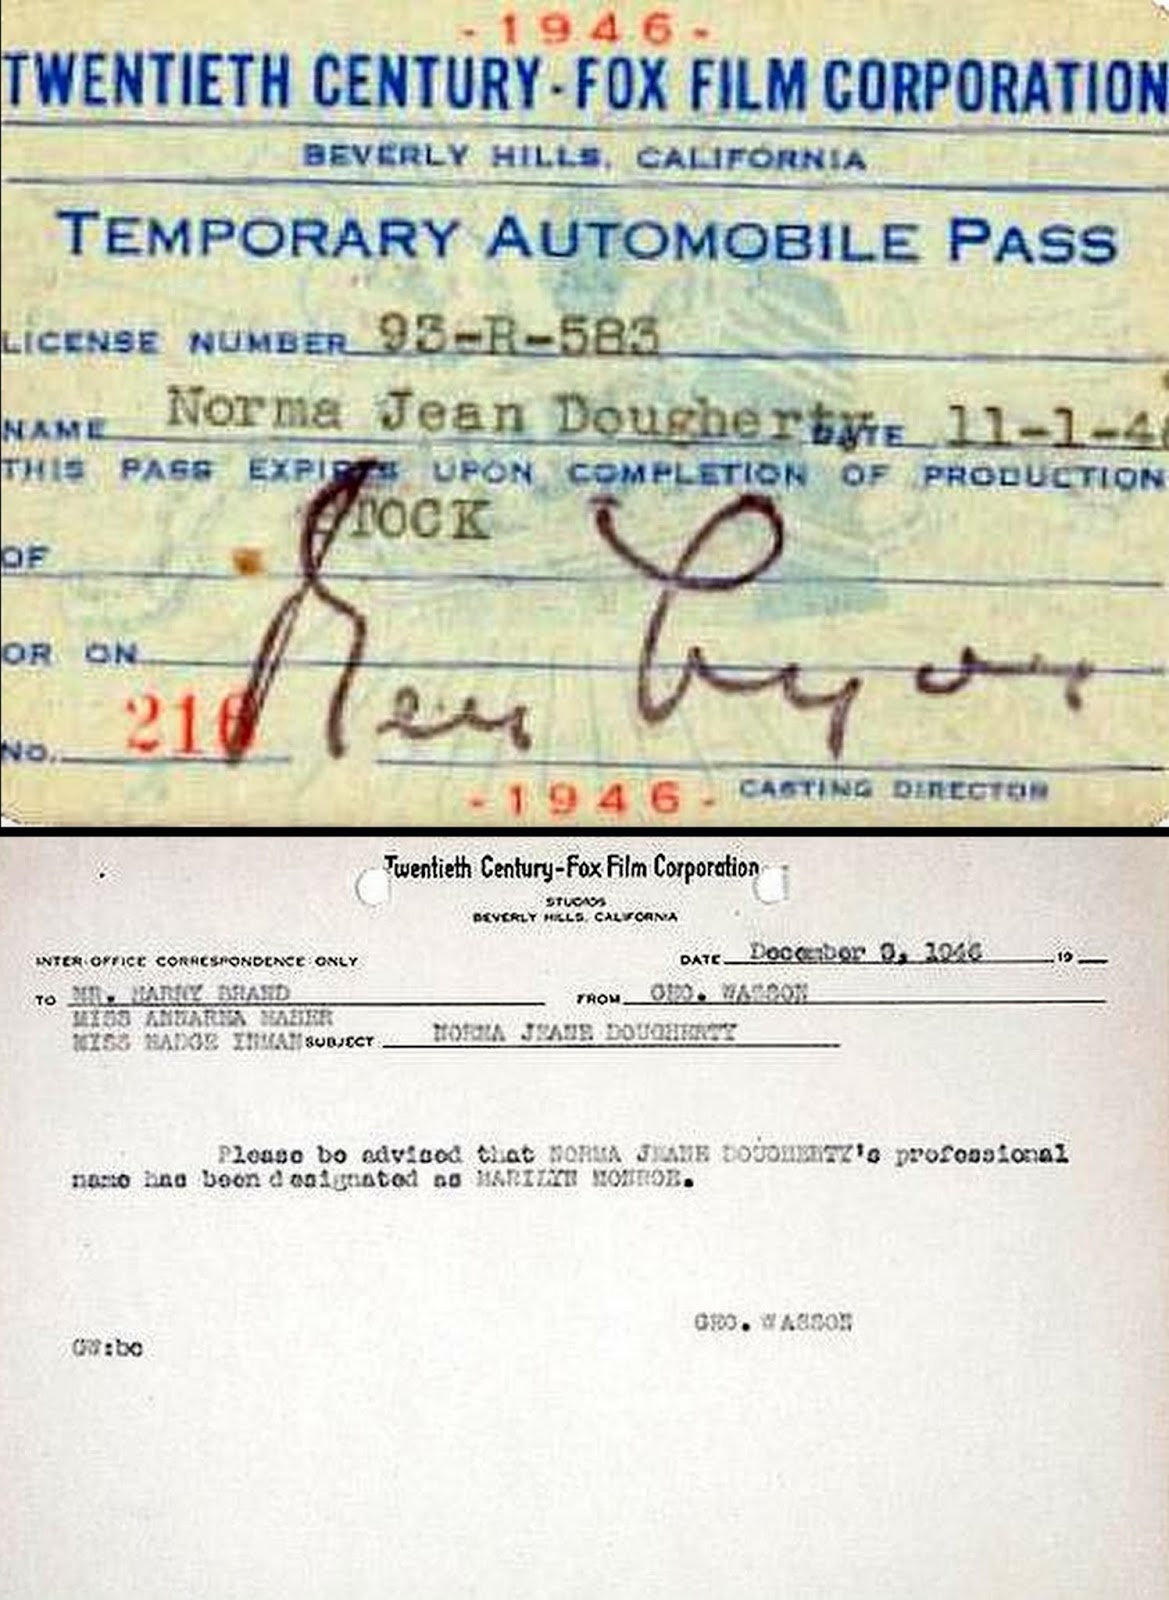 -1946-
TWENTIETH CENTURY-FOX FILM CORPORATION
BEVERLY HILLS, CALIFORNIA
TEMPORARY AUTOMOBILE PASS
LICENSE NUMBER 93-R-583
NAME Norma Jean Dougherty DATE 11-1-4
THIS PASS EXPIRES UPON COMPLETION OF PRODUCTION
OF STOCK
OR ON
No. 216
Ben Lyon
-1946- CASTING DIRECTOR
Twentieth Century-Fox Film Corporation
STUDIOS
BEVERLY HILLS, CALIFORNIA
INTER-OFFICE CORRESPONDENCE ONLY DATE December 1946 19
TO MR. HARRY BRAND FROM GEO. WASSON
MISS MAHER
MISS MADGE INMAN SUBJECT NORMA JEANE DOUGHERTY
Please be advised that NORMA JEANE DOUGHERTY's professional
name has been designated as MARILYN MONROE.
GEO. WASSON
GW:bc